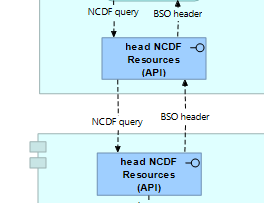 NCDF query
BSO header
head NCDF
Resources
(API)
NCDF query
BSO header
head NCDF
Resources
(API)